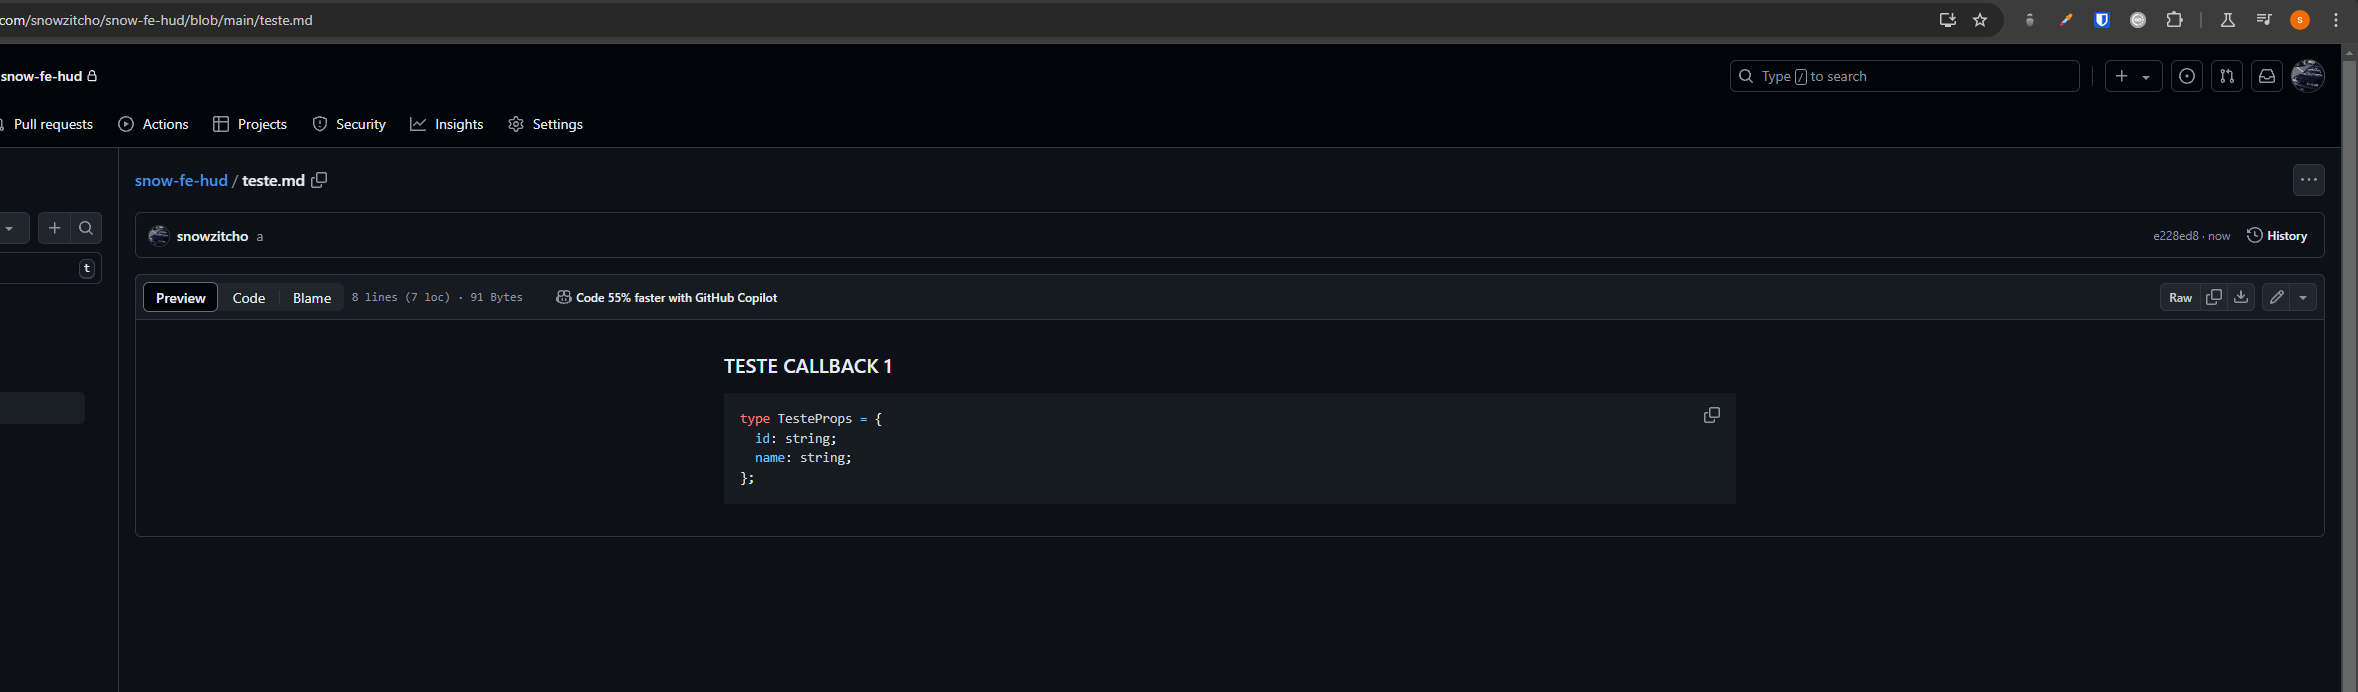 com/snowzitcho/snow-fe-hud/blob/main/teste.md
S
snow-fe-hud
Type / to search
Pull requests
Actions
Projects
Security
Insights
Settings
snow-fe-hud / teste.md
snowzitcho a
e228ed8 · now
History
t
Preview
Code
Blame
8 lines (7 loc) · 91 Bytes
Code 55% faster with GitHub Copilot
Raw
TESTE CALLBACK 1
type TesteProps = {
  id: string;
  name: string;
};